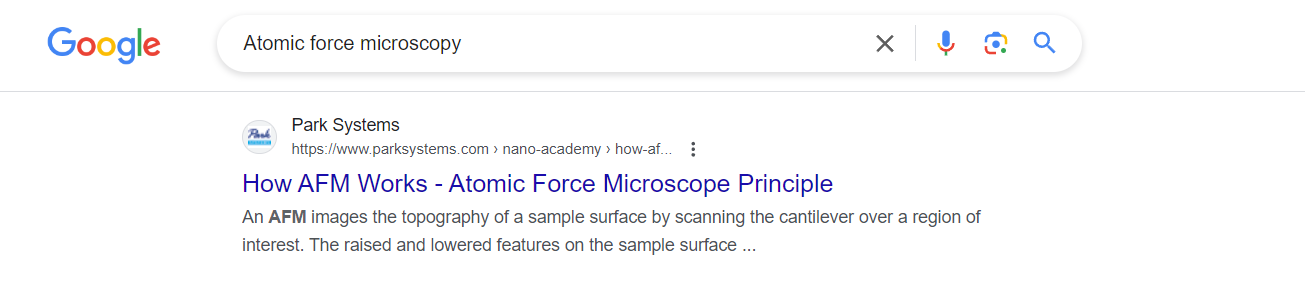 Google
Atomic force microscopy
Park Systems
https://www.parksystems.com › nano-academy › how-af...
How AFM Works - Atomic Force Microscope Principle
An AFM images the topography of a sample surface by scanning the cantilever over a region of
interest. The raised and lowered features on the sample surface ...